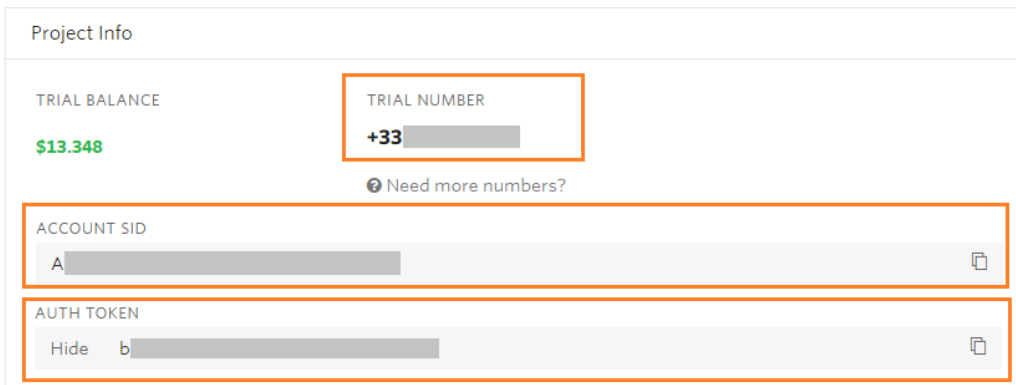 Project Info
TRIAL BALANCE
$13.348
TRIAL NUMBER
+33
Need more numbers?
ACCOUNT SID
A
AUTH TOKEN
Hide b